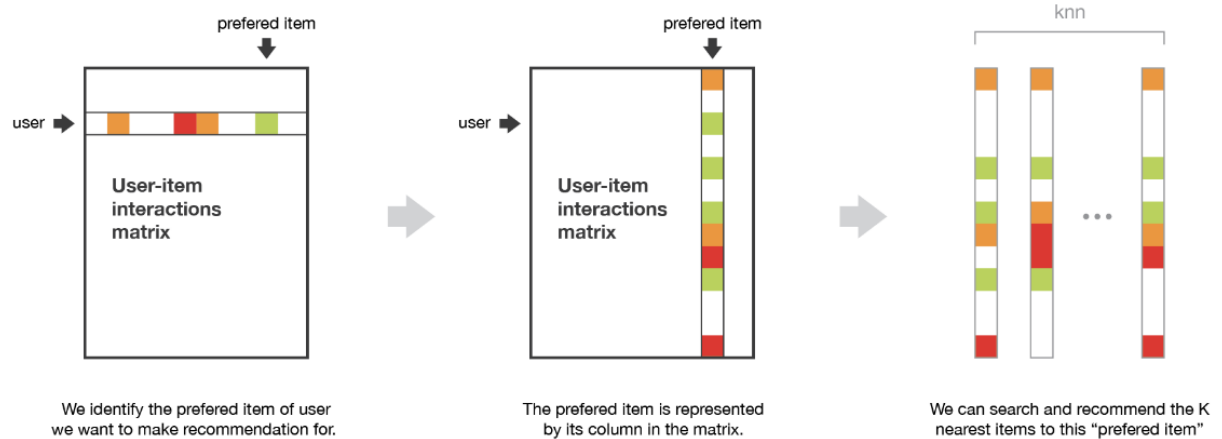 prefered item
user
User-item
interactions
matrix
We identify the prefered item of user
we want to make recommendation for.
prefered item
user
User-item
interactions
matrix
The prefered item is represented
by its column in the matrix.
knn
We can search and recommend the K
nearest items to this “prefered item”